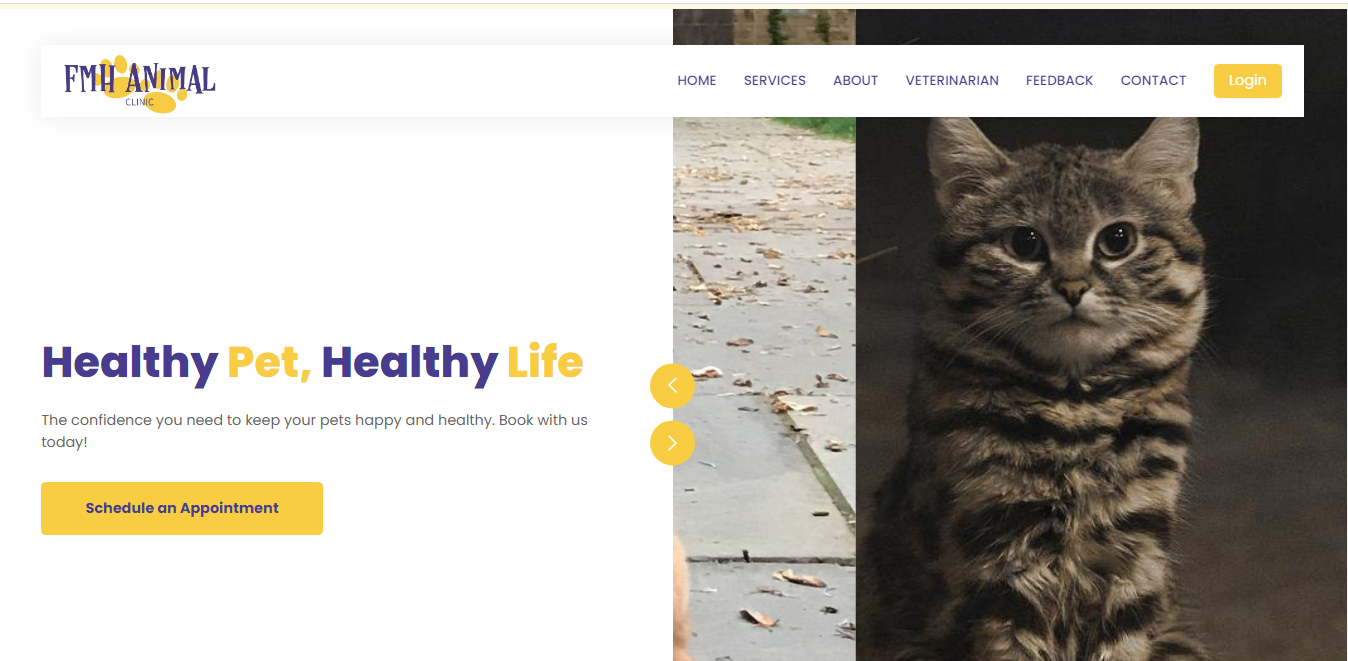 FMH ANIMAL
CLINIC
HOME SERVICES ABOUT VETERINARIAN FEEDBACK CONTACT Login
Healthy Pet, Healthy Life
The confidence you need to keep your pets happy and healthy. Book with us
today!
Schedule an Appointment